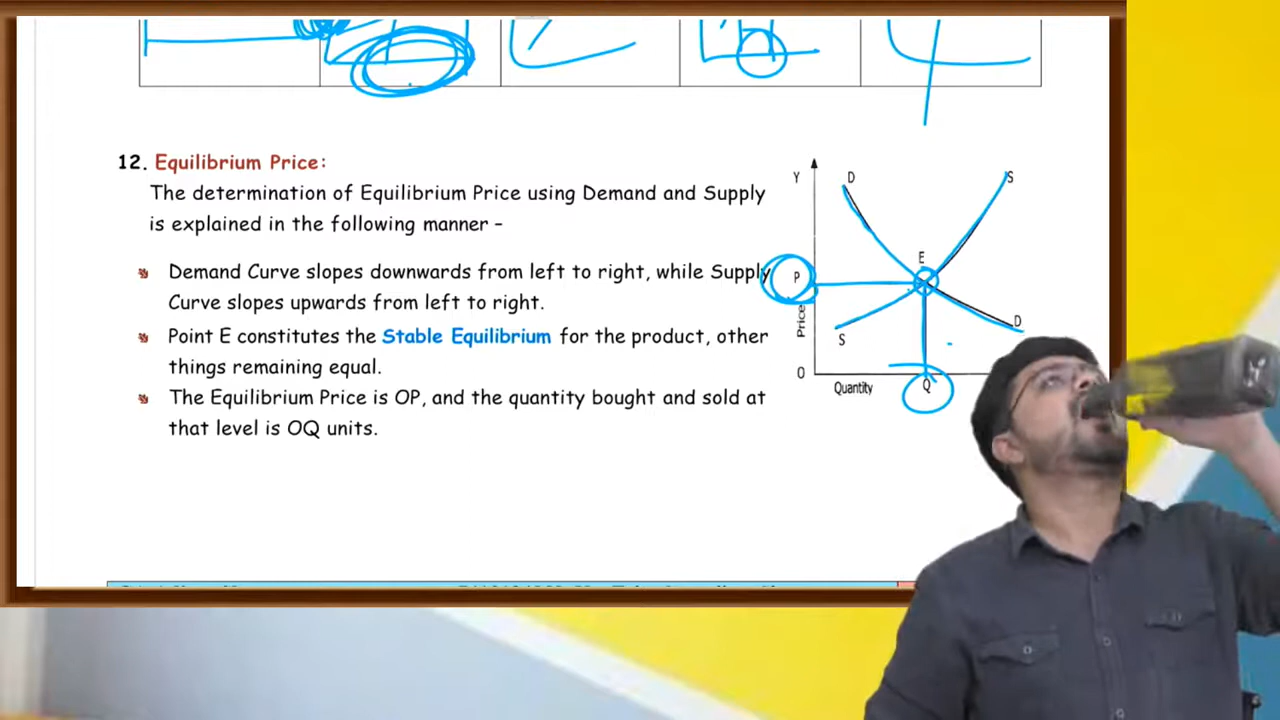 12. Equilibrium Price:
The determination of Equilibrium Price using Demand and Supply
is explained in the following manner –
Demand Curve slopes downwards from left to right, while Supply
Curve slopes upwards from left to right.
Point E constitutes the Stable Equilibrium for the product, other
things remaining equal.
The Equilibrium Price is OP, and the quantity bought and sold at
that level is OQ units.
Y D S
E
P
Price
S D
O
Quantity Q